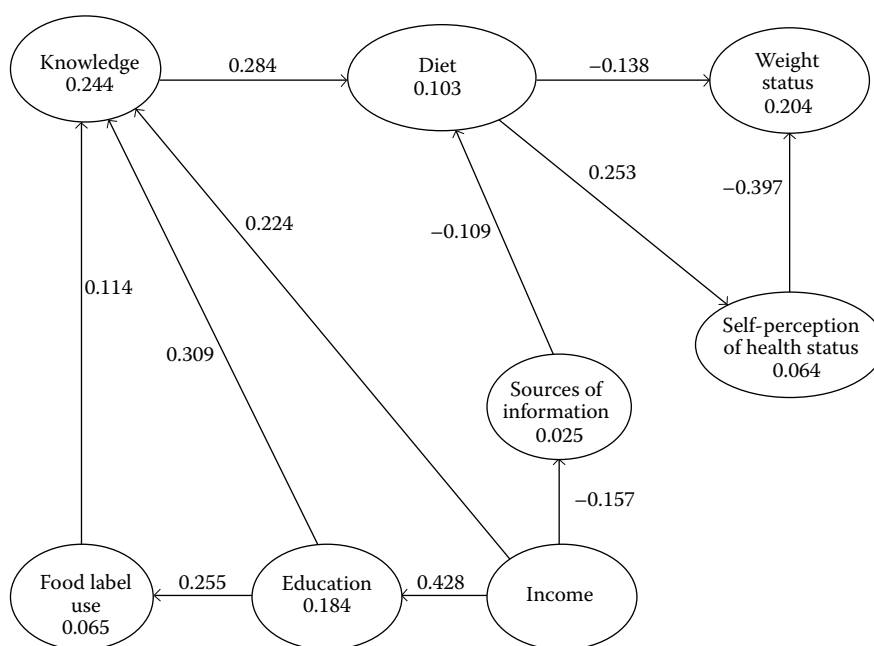 Knowledge
0.244
0.284
Diet
0.103
–0.138
Weight
status
0.204
0.253
–0.397
0.224
–0.109
0.114
0.309
Self-perception
of health status
0.064
Sources of
information
0.025
–0.157
Food label
use
0.065
0.255
Education
0.184
0.428
Income